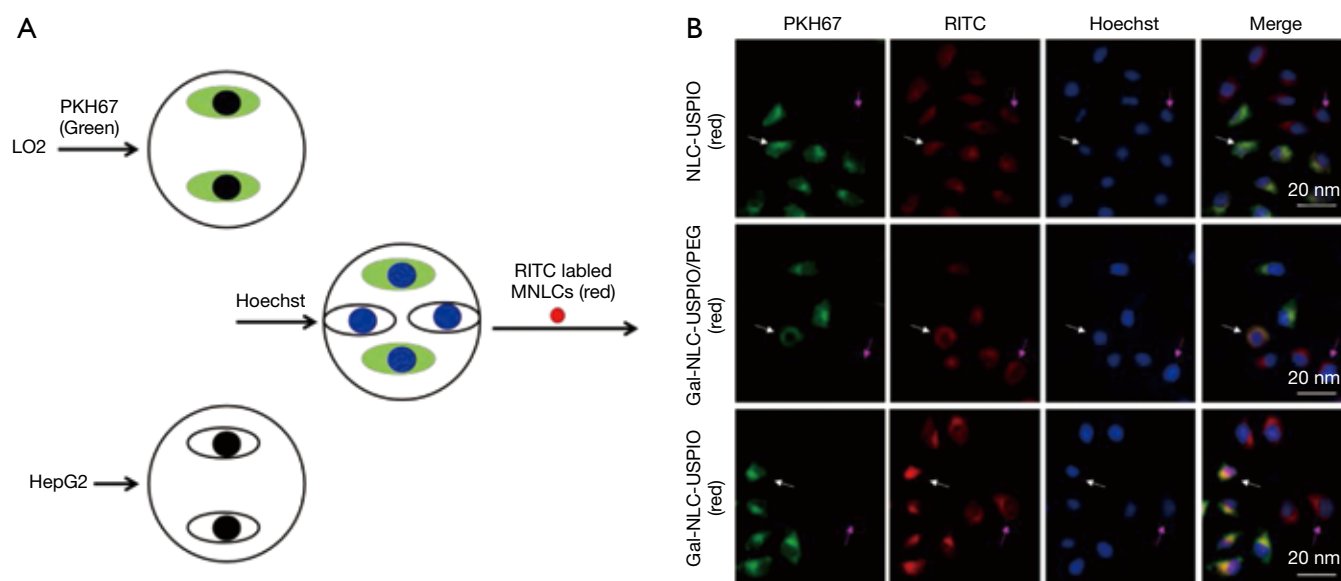 A
PKH67
(Green)
LO2
Hoechst
RITC labled
MNLCs (red)
HepG2
B
PKH67
RITC
Hoechst
Merge
NLC-USPIO
(red)
20 nm
Gal-NLC-USPIO/PEG
(red)
20 nm
Gal-NLC-USPIO
(red)
20 nm